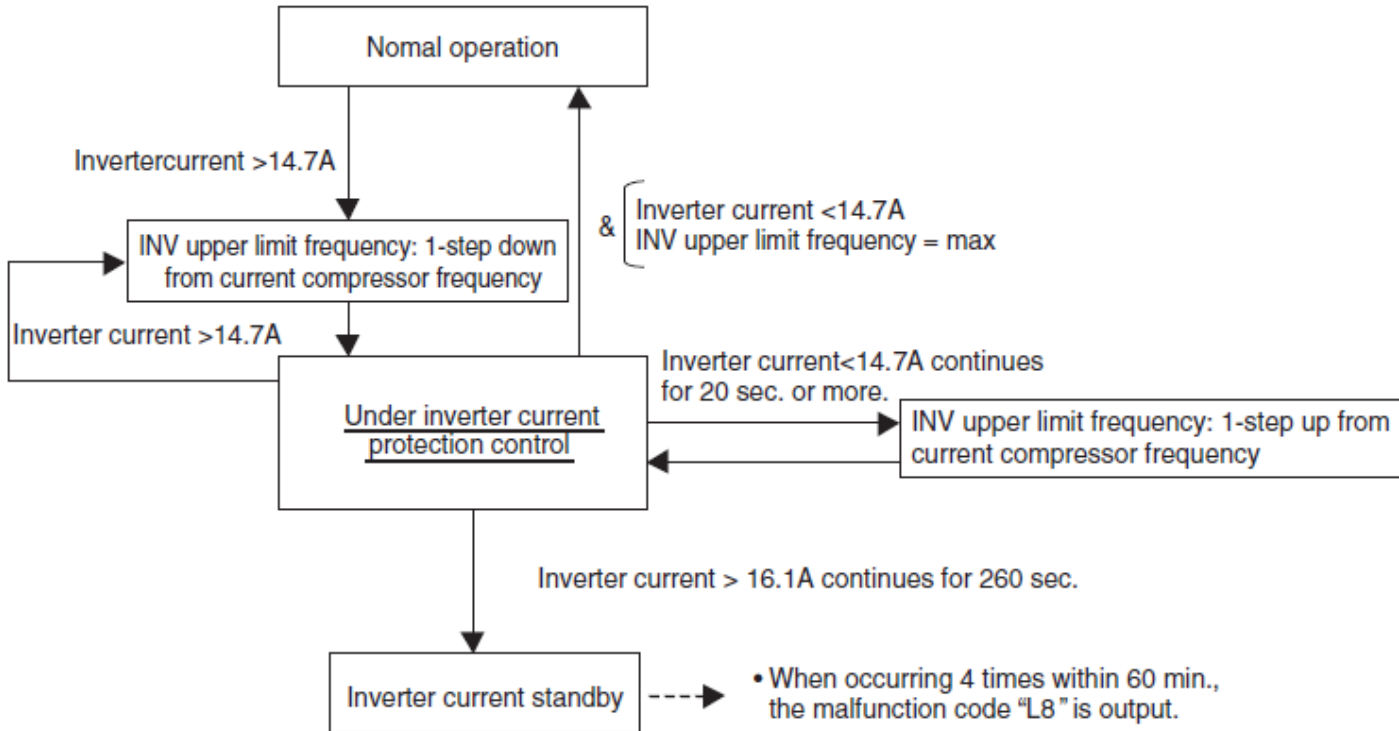 Nomal operation
Invertercurrent >14.7A
& Inverter current <14.7A
INV upper limit frequency = max
INV upper limit frequency: 1-step down
from current compressor frequency
Inverter current >14.7A
Under inverter current
protection control
Inverter current<14.7A continues
for 20 sec. or more.
INV upper limit frequency: 1-step up from
current compressor frequency
Inverter current > 16.1A continues for 260 sec.
Inverter current standby
• When occurring 4 times within 60 min.,
the malfunction code “L8” is output.